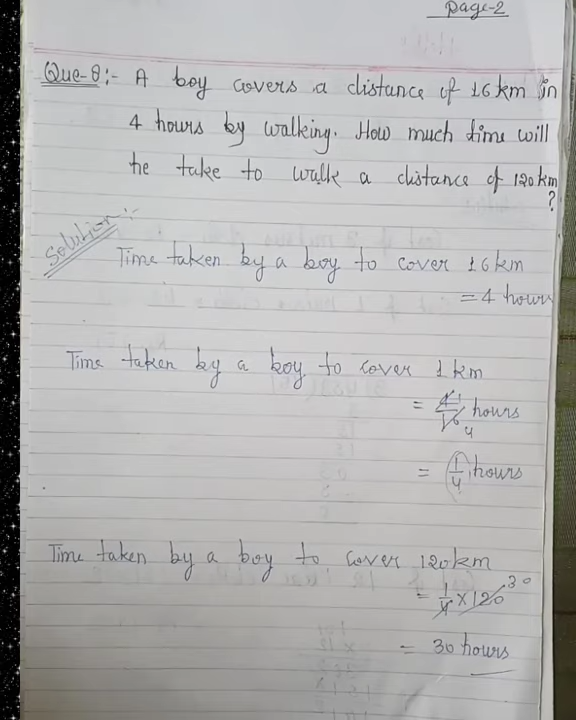 Page-2
Que-8:- A boy covers a distance of 16 km in
4 hours by walking. How much time will
he take to walk a distance of 120 km
?
Solution:-
Time taken by a boy to cover 16 km
= 4 hours
Time taken by a boy to cover 1 km
= 4/16 hours
1
4
= 1/4 hours
Time taken by a boy to cover 120 km
= 1/4 × 120 30
= 30 hours